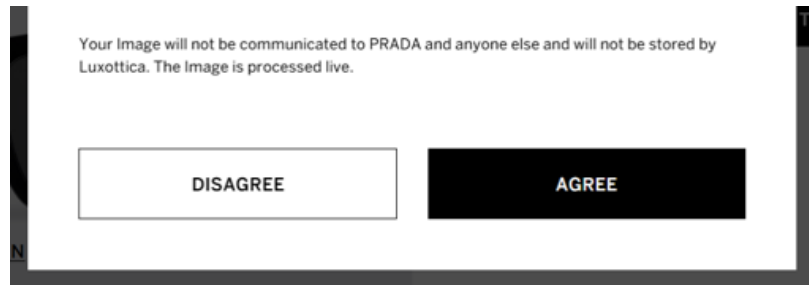 T
Your Image will not be communicated to PRADA and anyone else and will not be stored by
Luxottica. The Image is processed live.
DISAGREE
AGREE
N